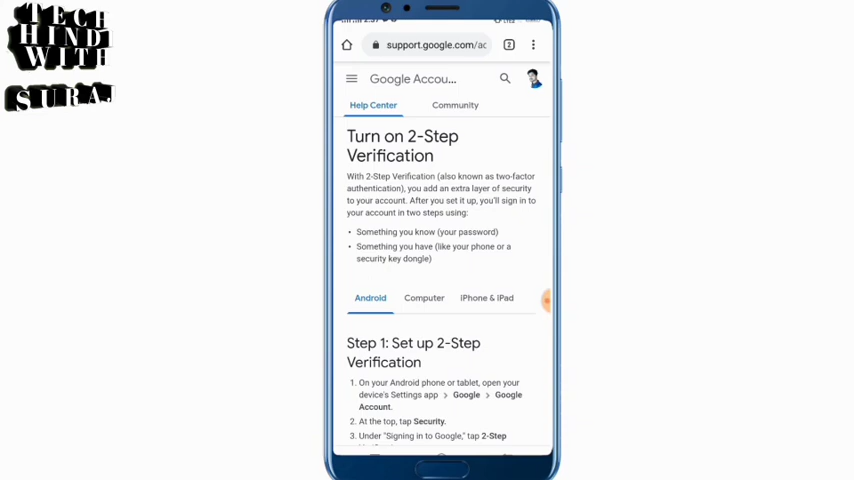 TECH
HINDI
WITH
SURAJ
support.google.com/ac
2
Google Accou...
Help Center Community
Turn on 2-Step
Verification
With 2-Step Verification (also known as two-factor
authentication), you add an extra layer of security
to your account. After you set it up, you'll sign in to
your account in two steps using:
• Something you know (your password)
• Something you have (like your phone or a
security key dongle)
Android Computer iPhone & iPad
Step 1: Set up 2-Step
Verification
1. On your Android phone or tablet, open your
device's Settings app > Google > Google
Account.
2. At the top, tap Security.
3. Under "Signing in to Google," tap 2-Step